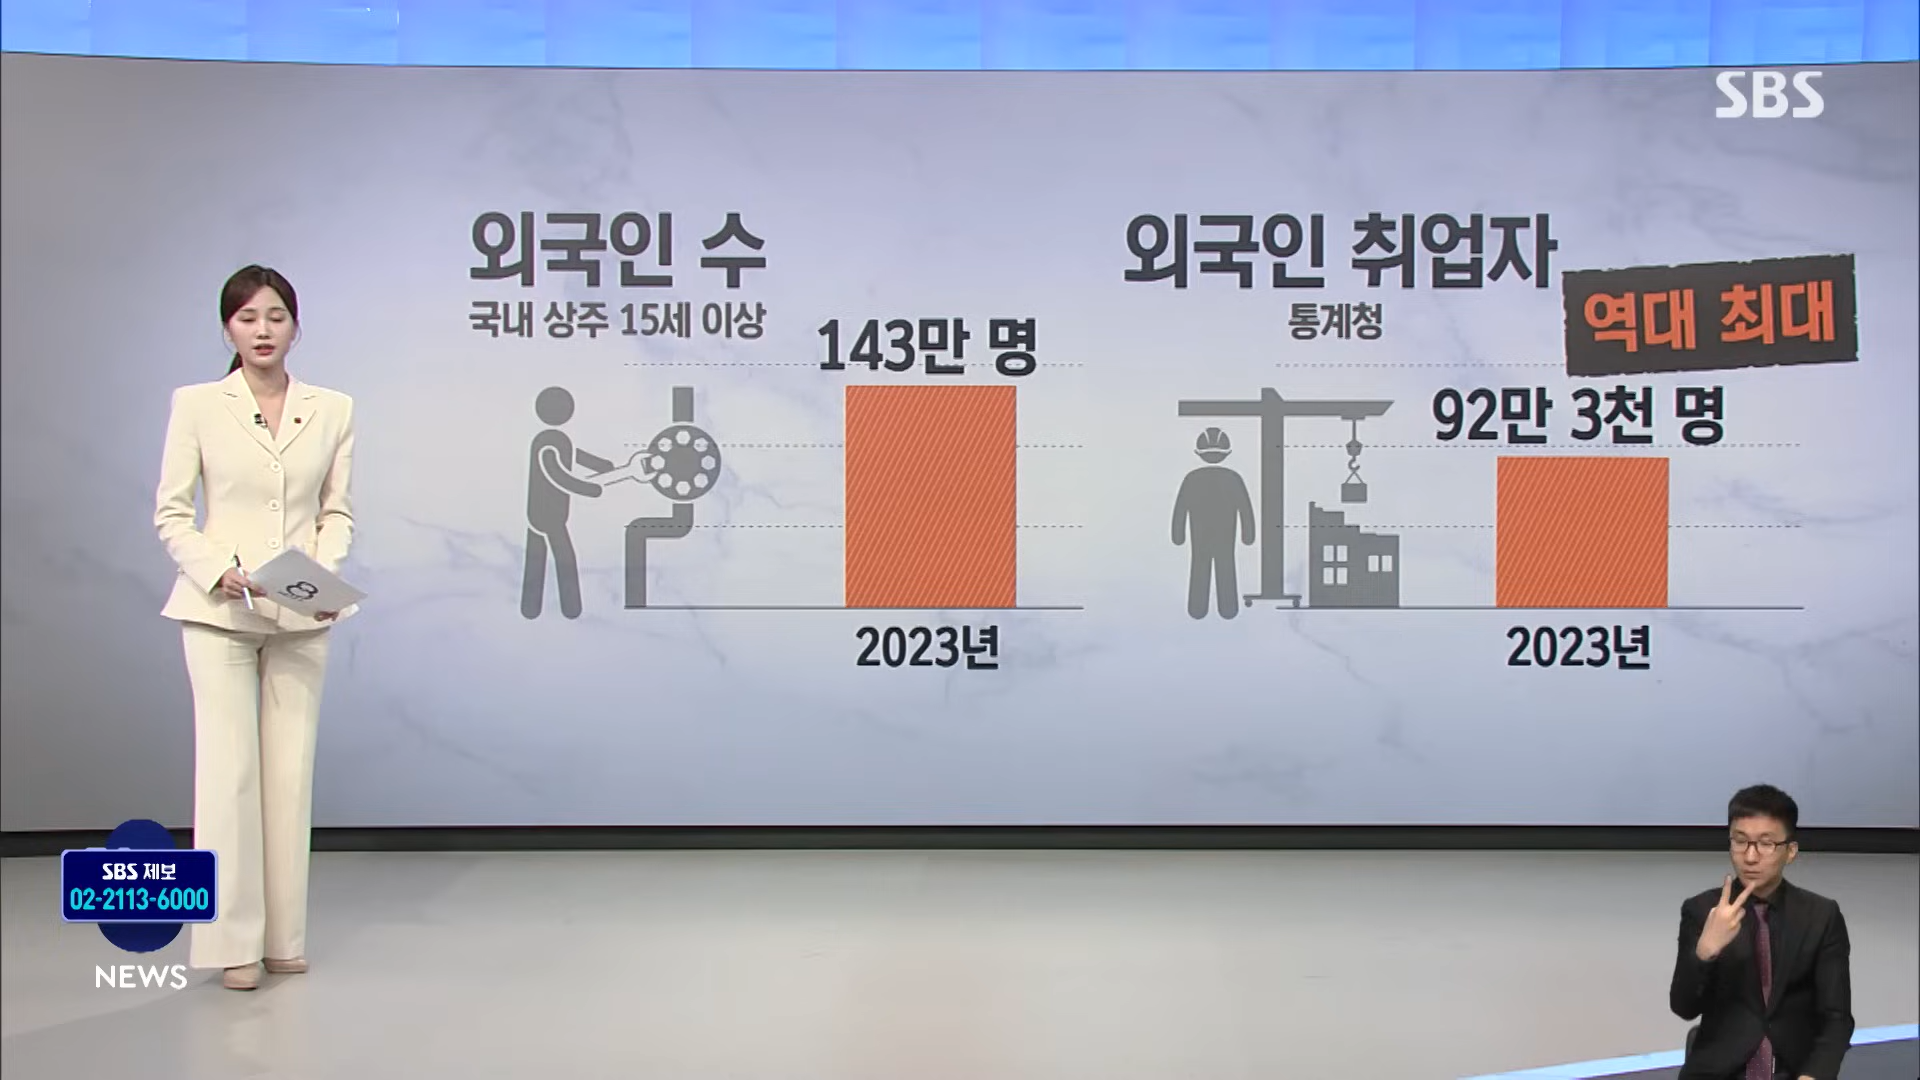 SBS
외국인 수
국내 상주 15세 이상
143만 명
2023년
외국인 취업자
통계청
역대 최대
92만 3천 명
2023년
8
SBS 제보
02-2113-6000
NEWS